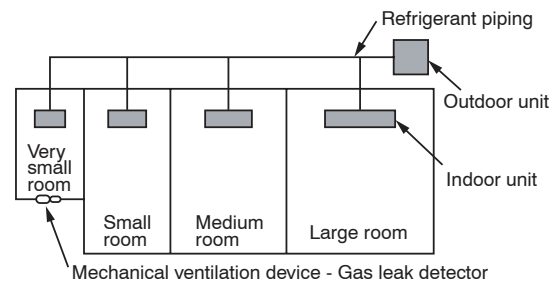 Refrigerant piping
Outdoor unit
Indoor unit
Very
small
room
Small
room
Medium
room
Large room
Mechanical ventilation device - Gas leak detector